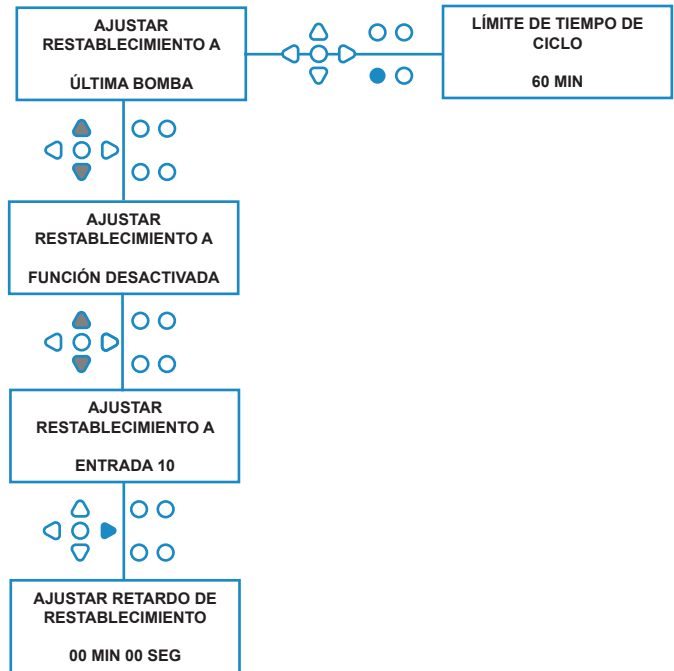 AJUSTAR
RESTABLECIMIENTO A
ÚLTIMA BOMBA
LÍMITE DE TIEMPO DE
CICLO
60 MIN
AJUSTAR
RESTABLECIMIENTO A
FUNCIÓN DESACTIVADA
AJUSTAR
RESTABLECIMIENTO A
ENTRADA 10
AJUSTAR RETARDO DE
RESTABLECIMIENTO
00 MIN 00 SEG